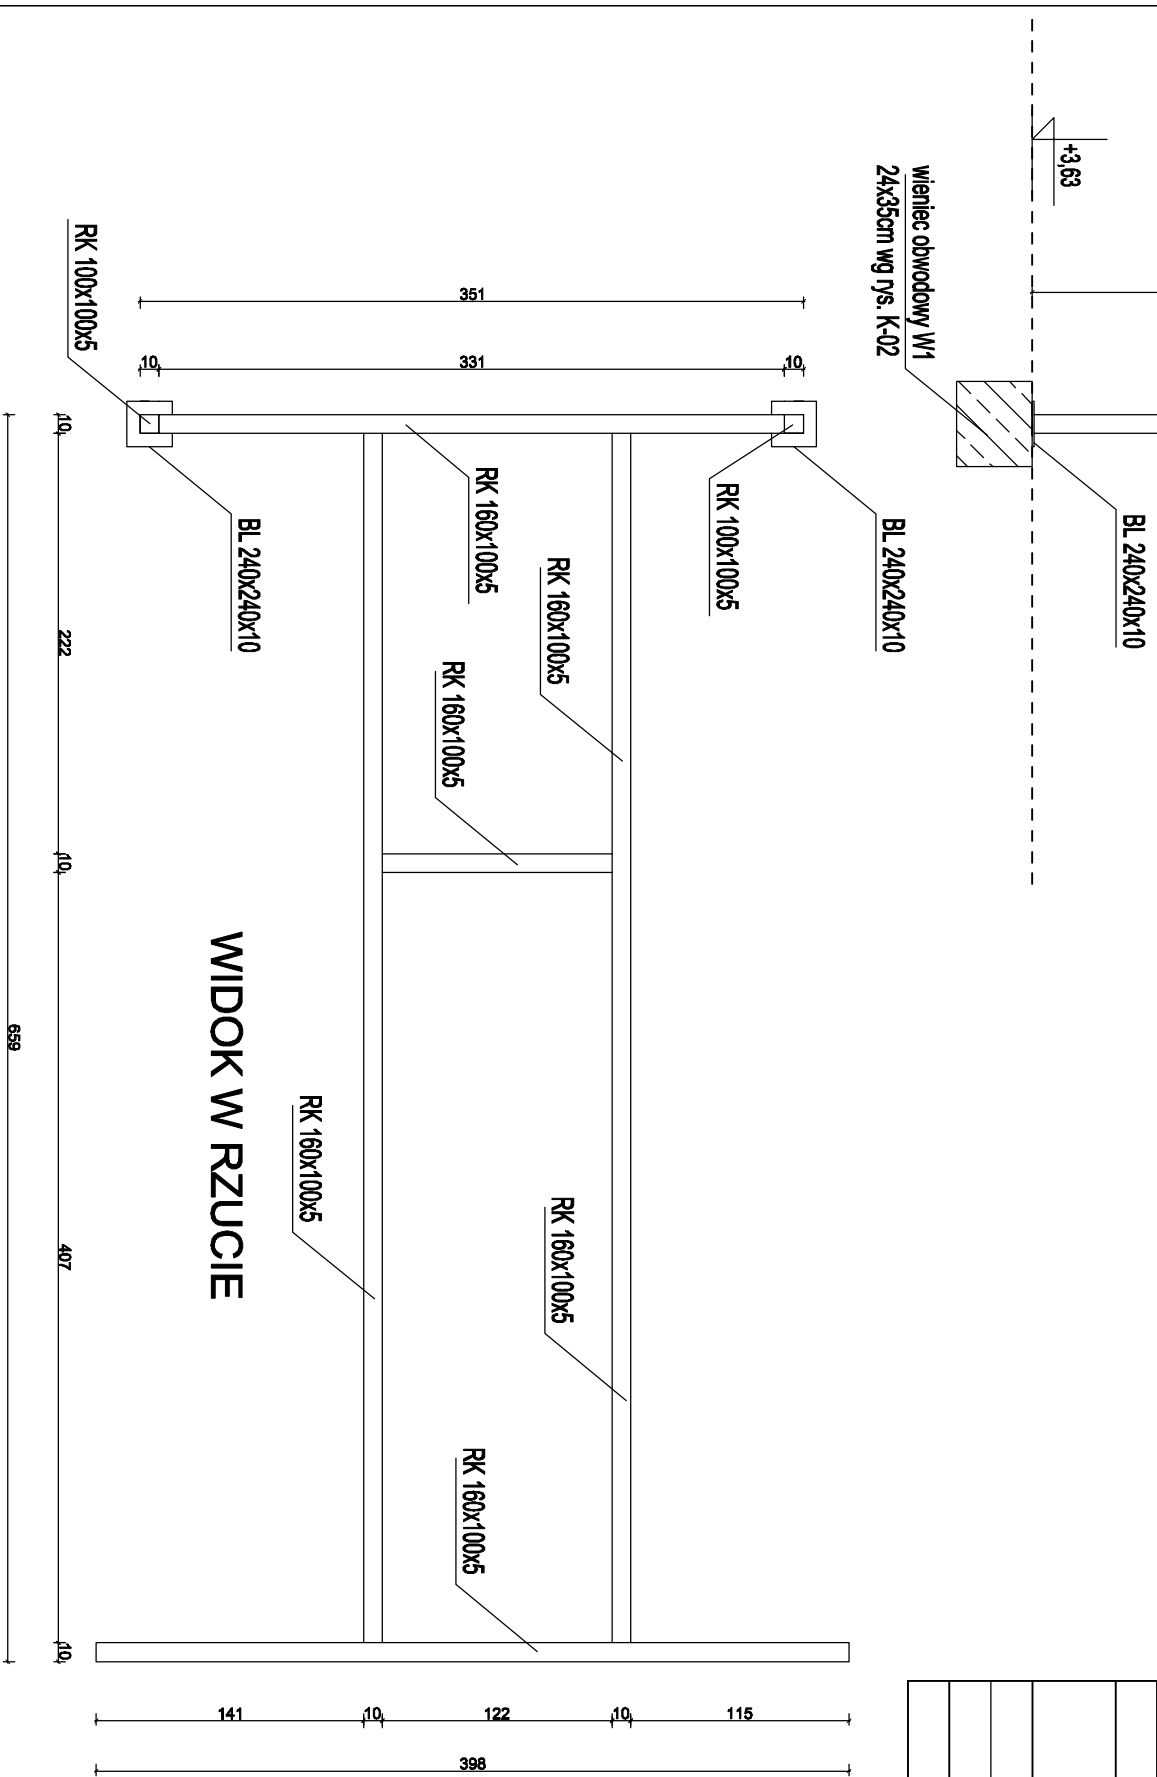 +3,63
wieniec obwodowy W1
24x35cm wg rys. K-02
BL 240x240x10
351
10
331
10
RK 100x100x5
BL 240x240x10
RK 160x100x5
RK 100x100x5
BL 240x240x10
RK 160x100x5
RK 160x100x5
10
222
10
407
10
659
WIDOK W RZUCIE
RK 160x100x5
RK 160x100x5
RK 160x100x5
141
10
122
10
115
398